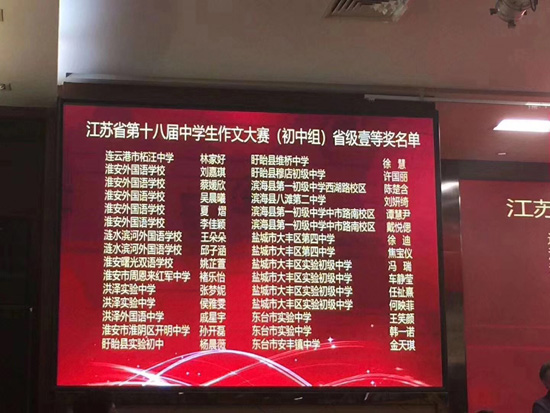 江苏省第十八届中学生作文大赛（初中组）省级壹等奖名单
连云港市柘汪中学 林家好 盱眙县维桥中学 徐慧
淮安外国语学校 刘嘉琪 盱眙县穆店初级中学 许国丽
淮安外国语学校 蔡媛欣 滨海县第一初级中学西湖路校区 陈楚含
淮安外国语学校 吴晨曦 滨海县八滩第二中学 刘妍绮
淮安外国语学校 夏熠 滨海县第一初级中学中市路南校区 谭慧尹
淮安外国语学校 李佳颖 滨海县第一初级中学中市路南校区 戴悦偲
涟水滨河外国语学校 王朵朵 盐城市大丰区第四中学 徐迪
涟水滨河外国语学校 邱子涵 盐城市大丰区第四中学 焦宝仪
淮安曙光双语学校 姚芷萱 盐城市大丰区实验初级中学 冯瑞
淮安市周恩来红军中学 褚乐怡 盐城市大丰区实验初级中学 车静莹
洪泽实验中学 张梦妮 盐城市大丰区实验初级中学 任祉熹
洪泽实验中学 侯雅雯 盐城市大丰区实验初级中学 何映菲
洪泽外国语中学 戚星宇 东台市实验中学 王笑颜
淮安市淮阴区开明中学 孙开磊 东台市实验中学 韩一诺
盱眙县实验初中 杨晨薇 东台市安丰镇中学 金天琪
江苏